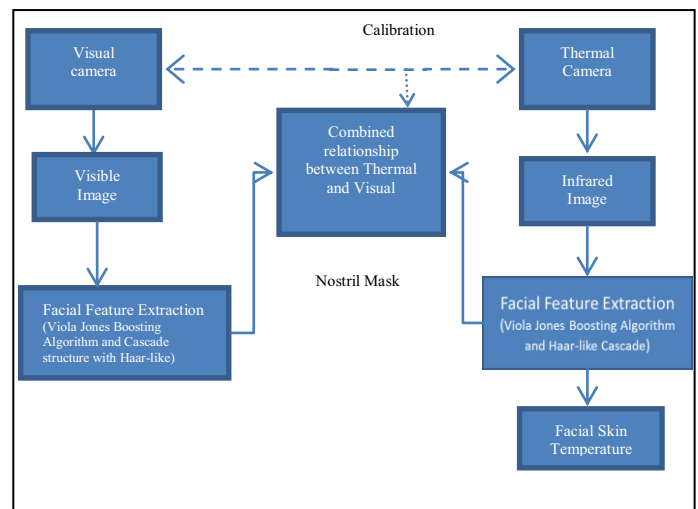 Calibration
Visual
camera
Thermal
Camera
Combined
relationship
between Thermal
and Visual
Visible
Image
Infrared
Image
Nostril Mask
Facial Feature Extraction
(Viola Jones Boosting
Algorithm and Cascade
structure with Haar-like)
Facial Feature Extraction
(Viola Jones Boosting Algorithm
and Haar-like Cascade)
Facial Skin
Temperature